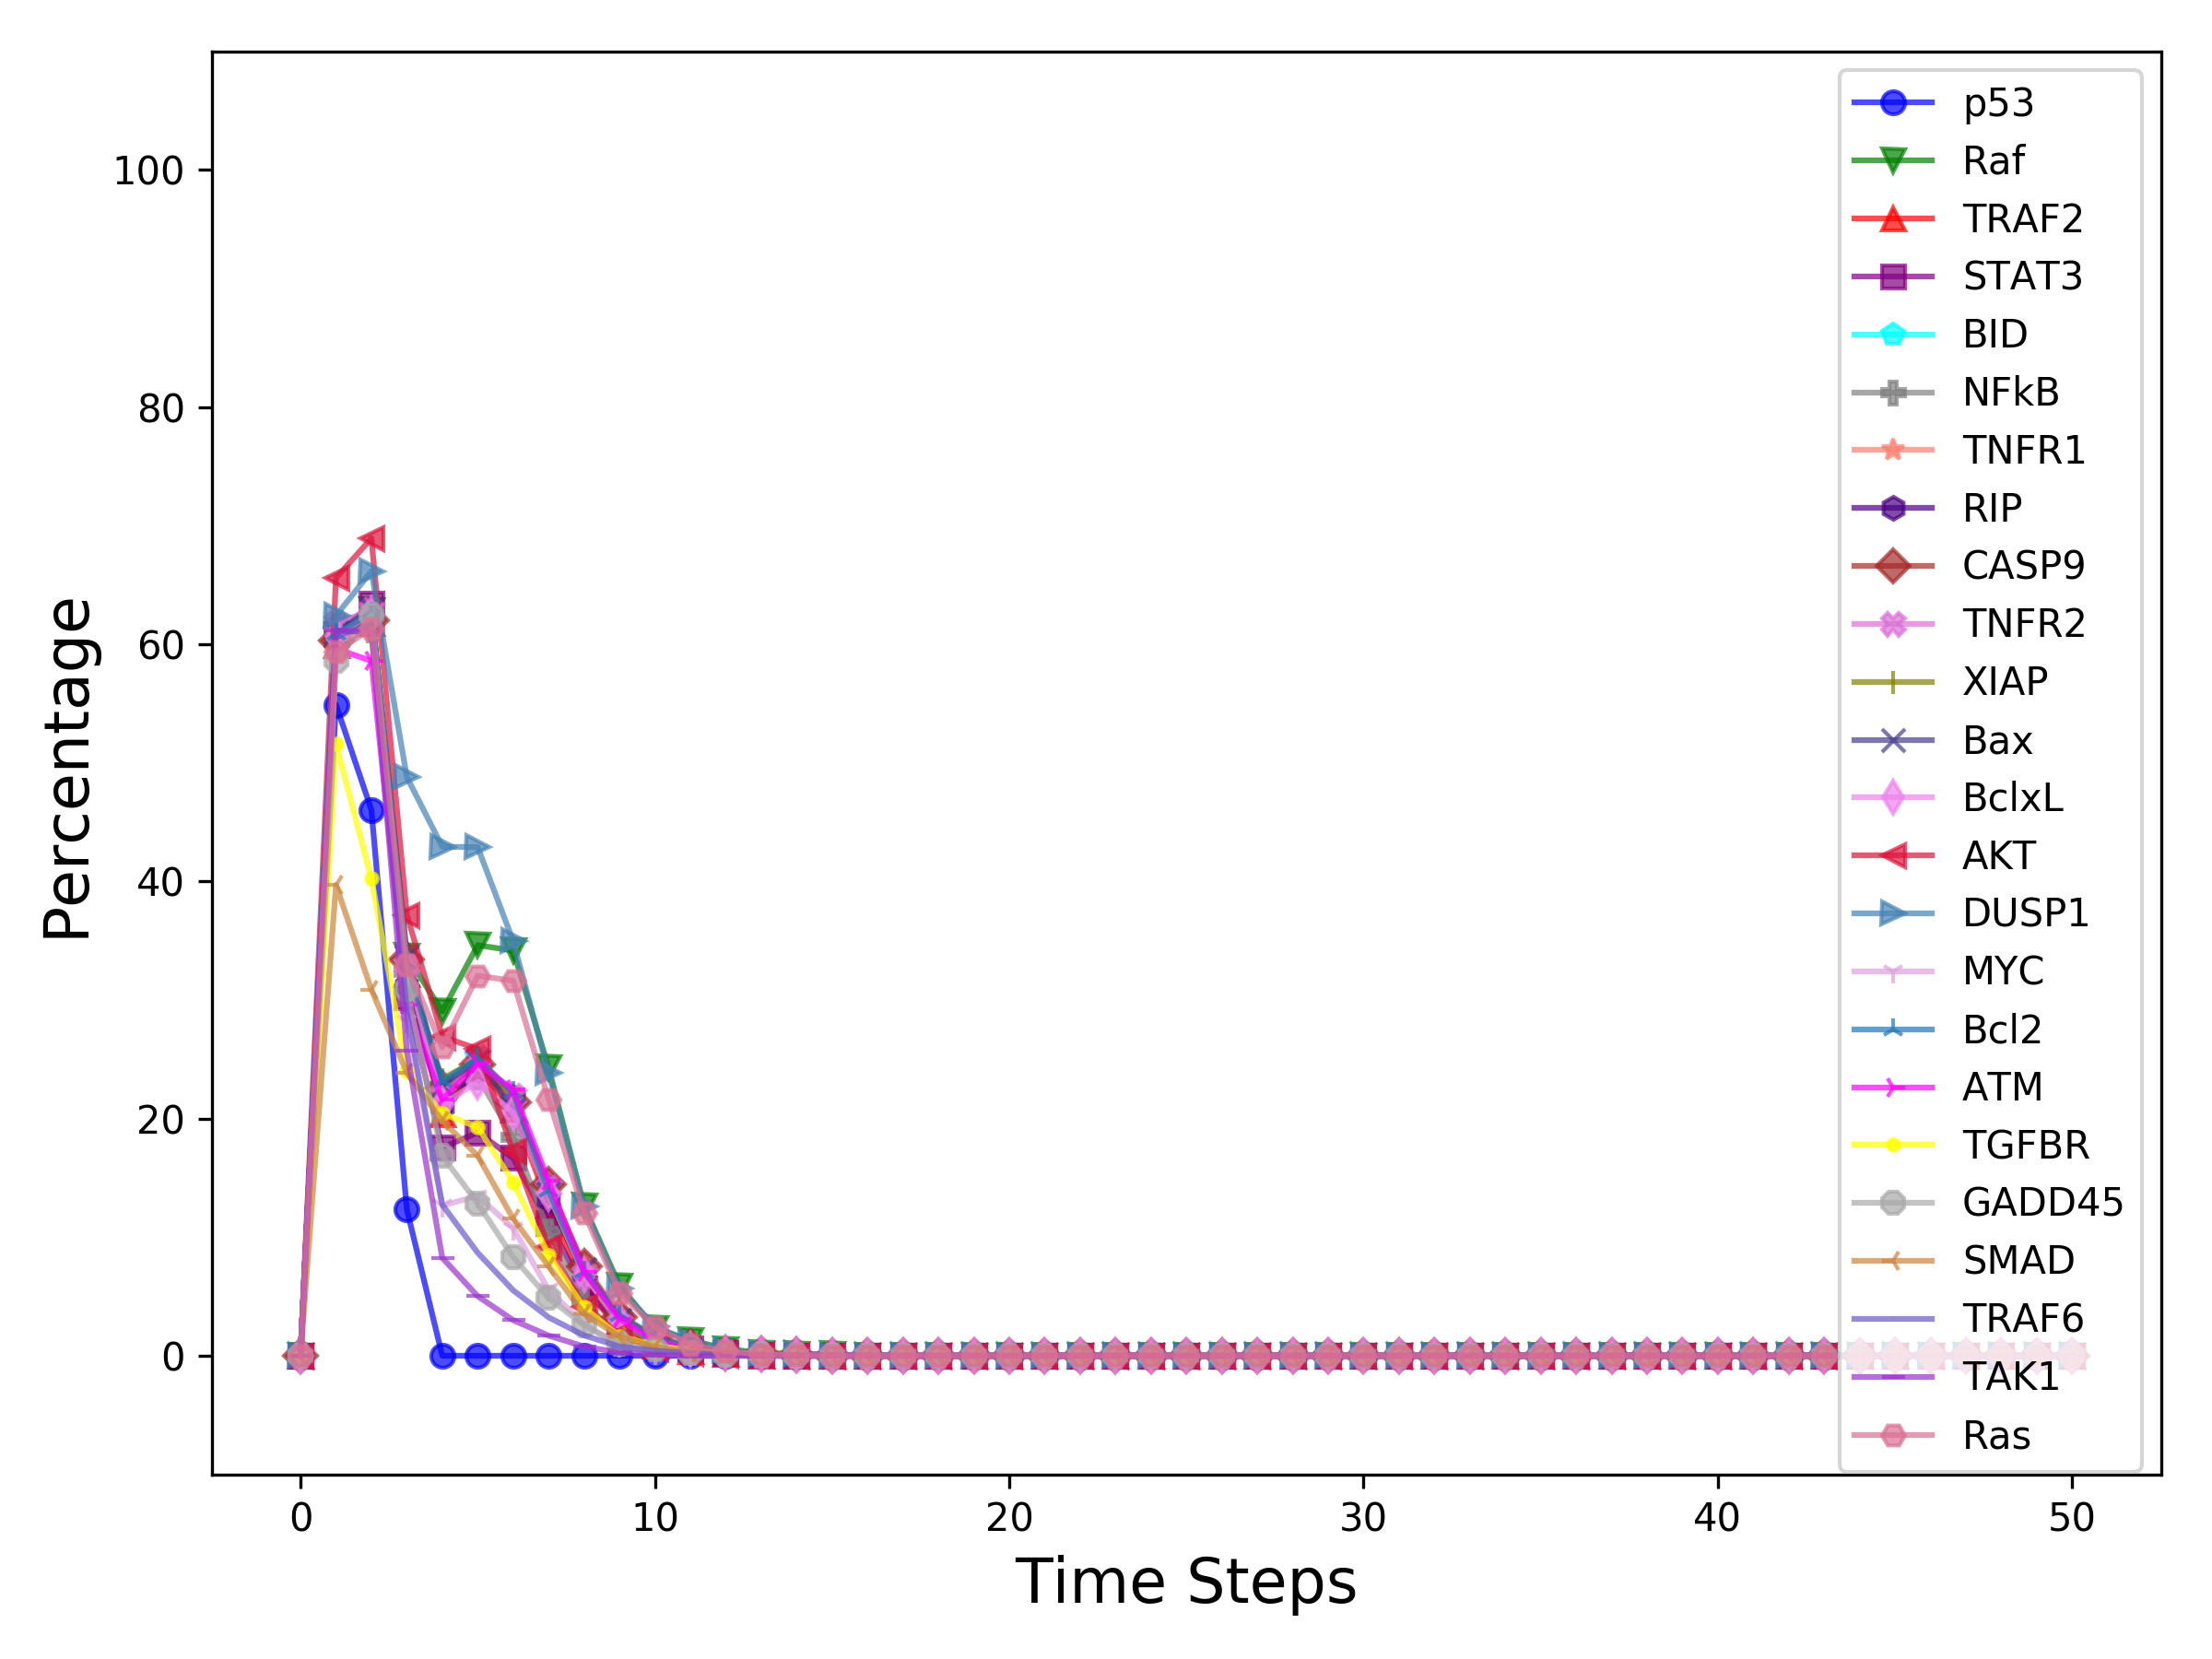 Percentage
100
80
60
40
20
0
0 10 20 30 40 50
Time Steps
p53
Raf
TRAF2
STAT3
BID
NFkB
TNFR1
RIP
CASP9
TNFR2
XIAP
Bax
BclxL
AKT
DUSP1
MYC
Bcl2
ATM
TGFBR
GADD45
SMAD
TRAF6
TAK1
Ras